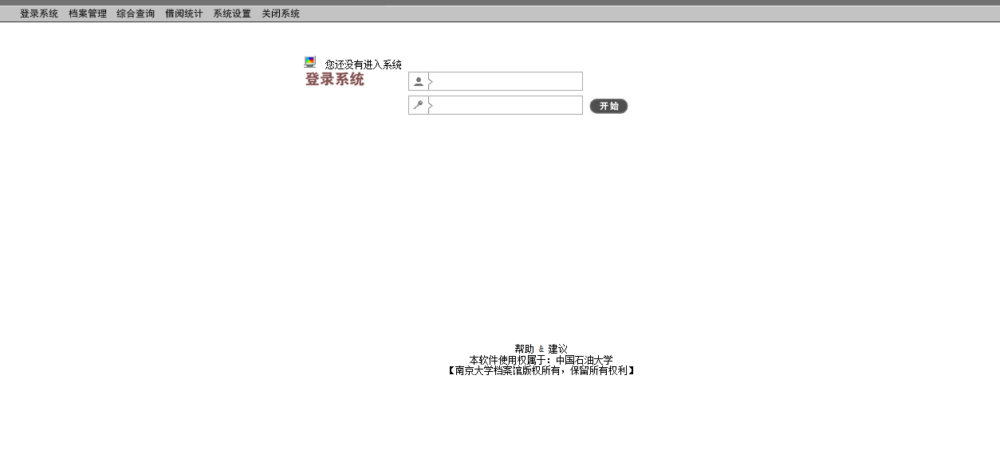 登录系统 档案管理 综合查询 借阅统计 系统设置 关闭系统
您还没有进入系统
登录系统
开始
帮助 & 建议
本软件使用权属于：中国石油大学
【南京大学档案馆版权所有，保留所有权利】